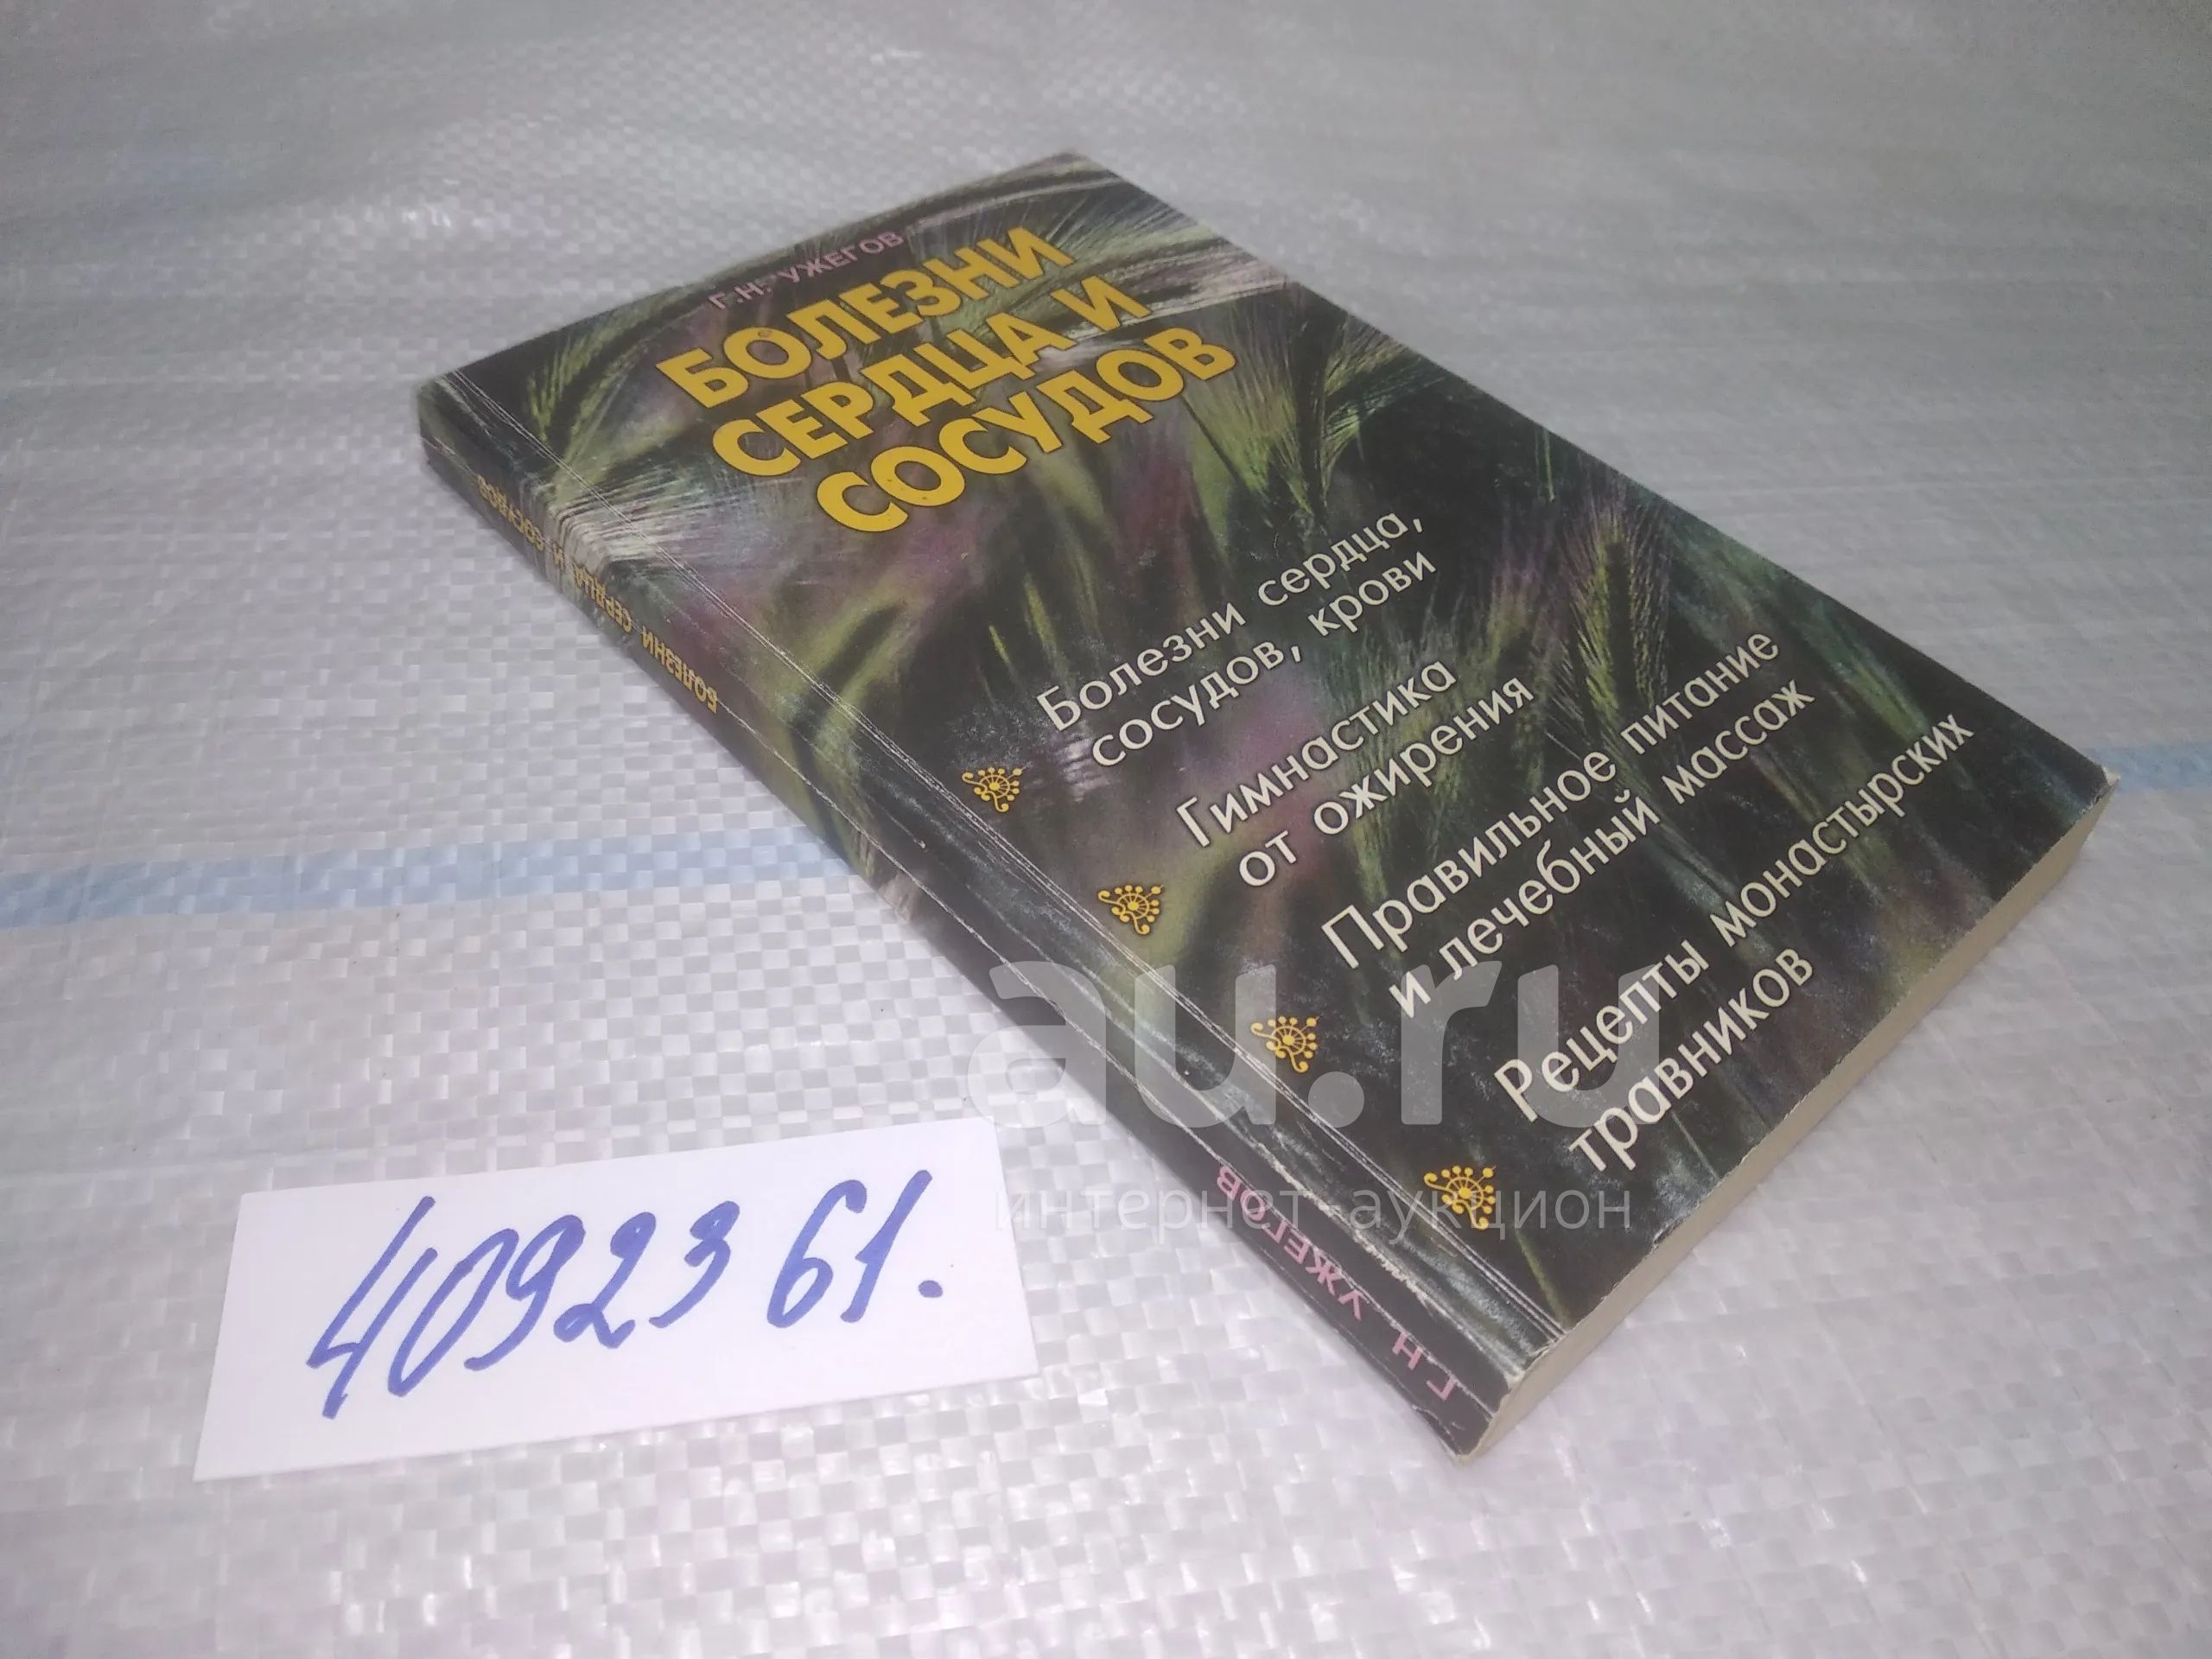 Г.Н. УЖЕГОВ
БОЛЕЗНИ
СЕРДЦА И
СОСУДОВ
Болезни сердца,
сосудов, крови
Гимнастика
от ожирения
Правильное питание
и лечебный массаж
Рецепты монастырских
травников
Г. Н. УЖЕГОВ
БОЛЕЗНИ СЕРДЦА И СОСУДОВ
4092361.
au.ru
интернет-аукцион